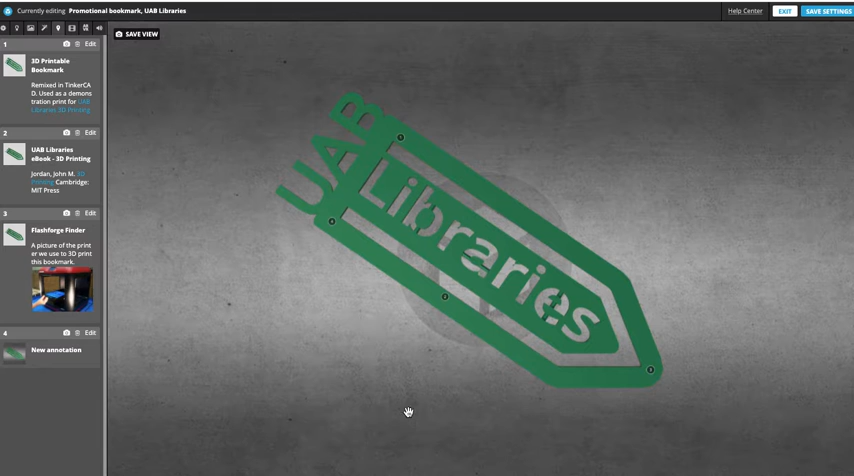 Currently editing Promotional bookmark, UAB Libraries
Help Center
EXIT
SAVE SETTINGS
SAVE VIEW
1 Edit
3D Printable
Bookmark
Remixed in TinkerCA
D. Used as a demons
tration print for UAB
Libraries 3D Printing
2 Edit
UAB Libraries
eBook - 3D Printing
Jordan, John M. 3D
Printing Cambridge:
MIT Press
3 Edit
Flashforge Finder
A picture of the print
er we use to 3D print
this bookmark.
4 Edit
New annotation
UAB
Libraries
1
2